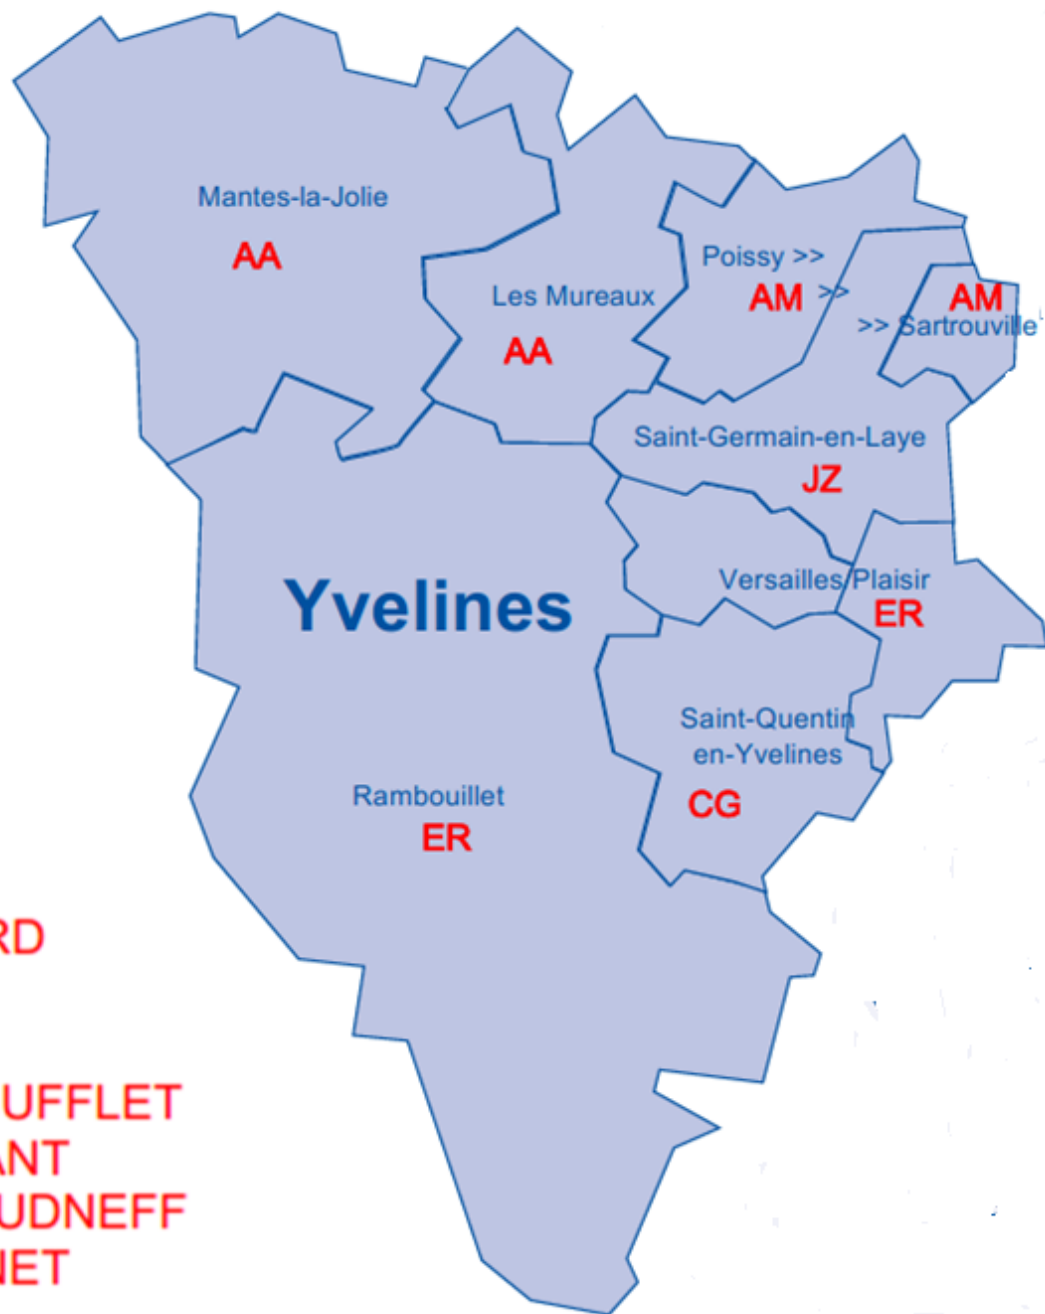 Mantes-la-Jolie
AA
Les Mureaux
AA
Poissy >>
AM >>
AM
>> Sartrouville
Saint-Germain-en-Laye
JZ
Versailles/Plaisir
ER
Yvelines
Saint-Quentin
en-Yvelines
CG
Rambouillet
ER
RD
UFFLET
ANT
UDNEFF
NET